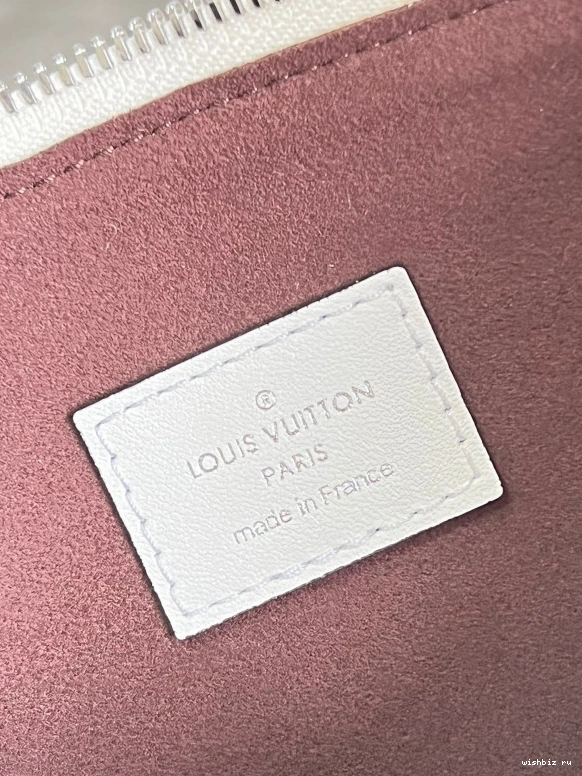 ®
LOUIS VUITTON
PARIS
made in France
wishbiz ru